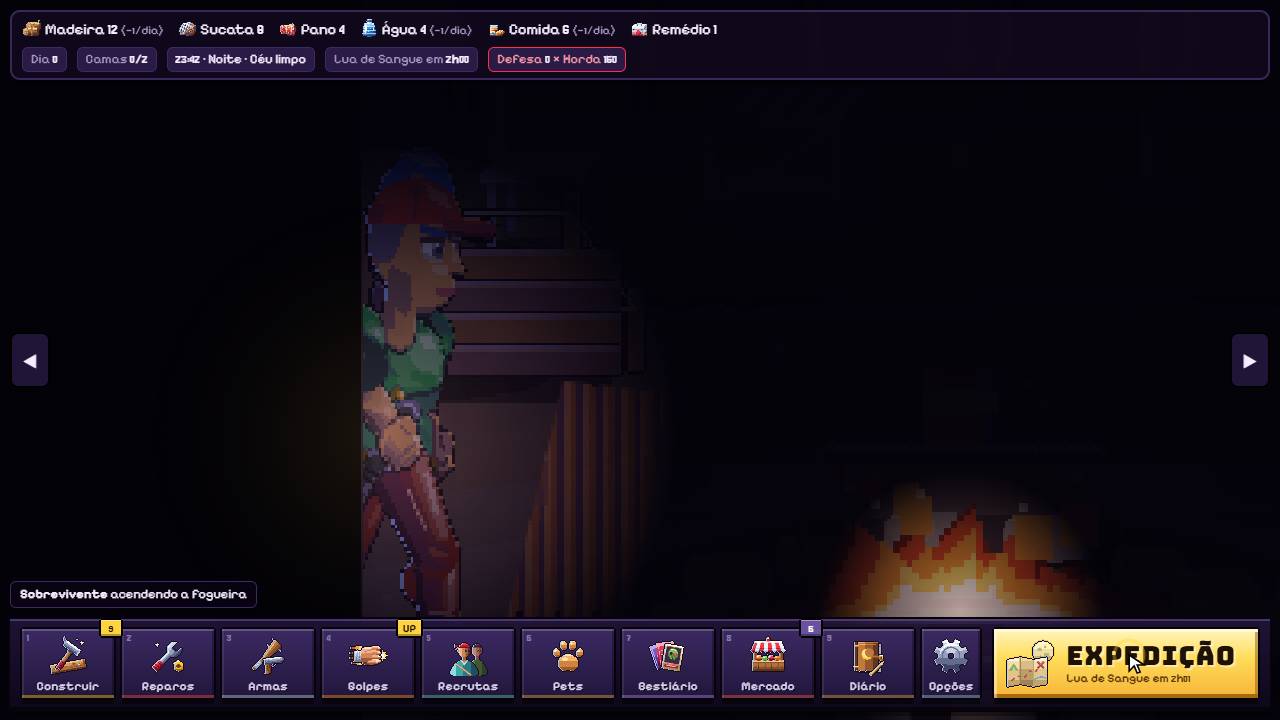 Madeira 12 (-1/dia) Sucata 8 Pano 4 Água 4 (-1/dia) Comida 6 (-1/dia) Remédio 1
Dia 0 Camas 0/2 23:42 · Noite · Céu limpo Lua de Sangue em 2h00 Defesa 0 × Horda 160
◀ ▶
Sobrevivente acendendo a fogueira
9 UP 6
1 2 3 4 5 6 7 8 9
Construir Reparos Armas Golpes Recrutas Pets Bestiário Mercado Diário Opções
EXPEDIÇÃO
Lua de Sangue em 2h01